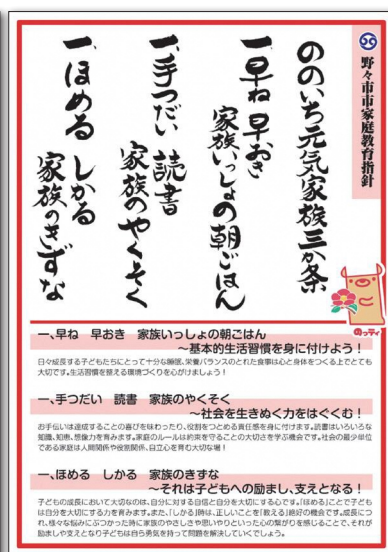 野々市市家庭教育指針
ののいち元気家族三か条
一、早ね 早おき
家族いっしょの朝ごはん
一、手つだい 読書
家族のやくそく
一、ほめる しかる
家族のきずな
のっティ
一、早ね 早おき 家族いっしょの朝ごはん
～基本的生活習慣を身に付けよう！
日々成長する子どもたちにとって十分な睡眠、栄養バランスのとれた食事は心と身体をつくる上でとても
大切です。生活習慣を整える環境づくりを心がけましょう！
一、手つだい 読書 家族のやくそく
～社会を生きぬく力をはぐくむ！
お手伝いは達成することの喜びを味わったり、役割をつとめる責任感を身に付けます。読書はいろいろな
知識、知恵、想像力を育みます。家庭のルールは約束を守ることの大切さを学ぶ機会です。社会の最少単位
である家庭は人間関係や役割関係、自立心を育む大切な場！
一、ほめる しかる 家族のきずな
～それは子どもへの励まし、支えとなる！
子どもの成長において大切なのは、自分に対する自信と自分を大切にする心です。「ほめる」ことで子ども
は自分を大切にする力を育みます。また、「しかる」時は、正しいことを「教える」絶好の機会です。成長につ
れ、様々な悩みにぶつかった時に家族のやさしさや思いやりといった心の繋がりを感じることで、それが
励ましや支えとなり子どもは自ら勇気を持って問題を解決していくでしょう。